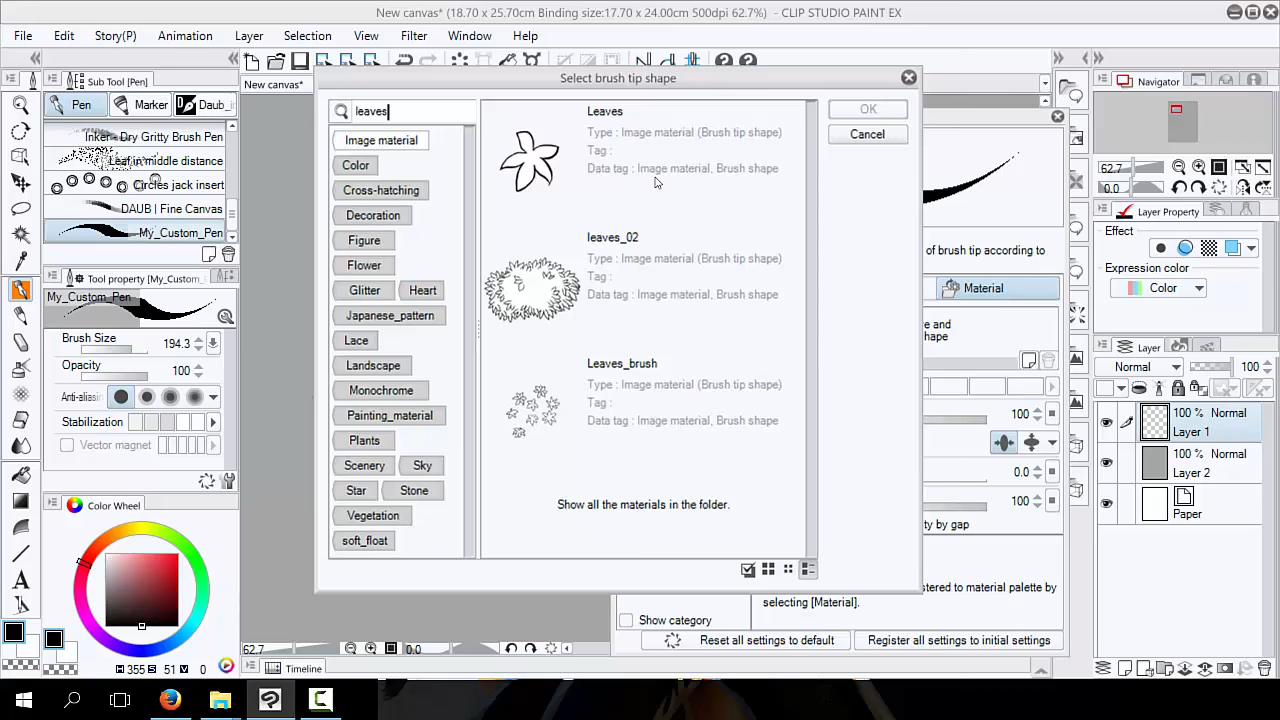 New canvas* (18.70 x 25.70cm Binding size:17.70 x 24.00cm 500dpi 62.7%) - CLIP STUDIO PAINT EX
File Edit Story(P) Animation Layer Selection View Filter Window Help
Sub Tool [Pen]
Pen Marker Daub_in
New canvas*
Inker - Dry Gritty Brush Pen
Leaf in middle distance
Circles jack insert
DAUB | Fine Canvas
My_Custom_Pen
Tool property [My_Custom_
My_Custom_Pen
Brush Size 194.3
Opacity 100
Anti-aliasin
Stabilization
Vector magnet
Color Wheel
H 355 S 51 V 0
Select brush tip shape
leaves
Image material
Color
Cross-hatching
Decoration
Figure
Flower
Glitter Heart
Japanese_pattern
Lace
Landscape
Monochrome
Painting_material
Plants
Scenery Sky
Star Stone
Vegetation
soft_float
Leaves
Type : Image material (Brush tip shape)
Tag :
Data tag : Image material, Brush shape
leaves_02
Type : Image material (Brush tip shape)
Tag :
Data tag : Image material, Brush shape
Leaves_brush
Type : Image material (Brush tip shape)
Tag :
Data tag : Image material, Brush shape
Show all the materials in the folder.
OK
Cancel
of brush tip according to
Material
e and
shape
100
0.0
100
ty by gap
stered to material palette by
selecting [Material].
Show category
Reset all settings to default Register all settings to initial settings
62.7 0.0
Timeline
Navigator
62.7
0.0
Layer Property
Effect
Expression color
Color
Layer
Normal 100
100 % Normal
Layer 1
100 % Normal
Layer 2
100 % Normal
Paper